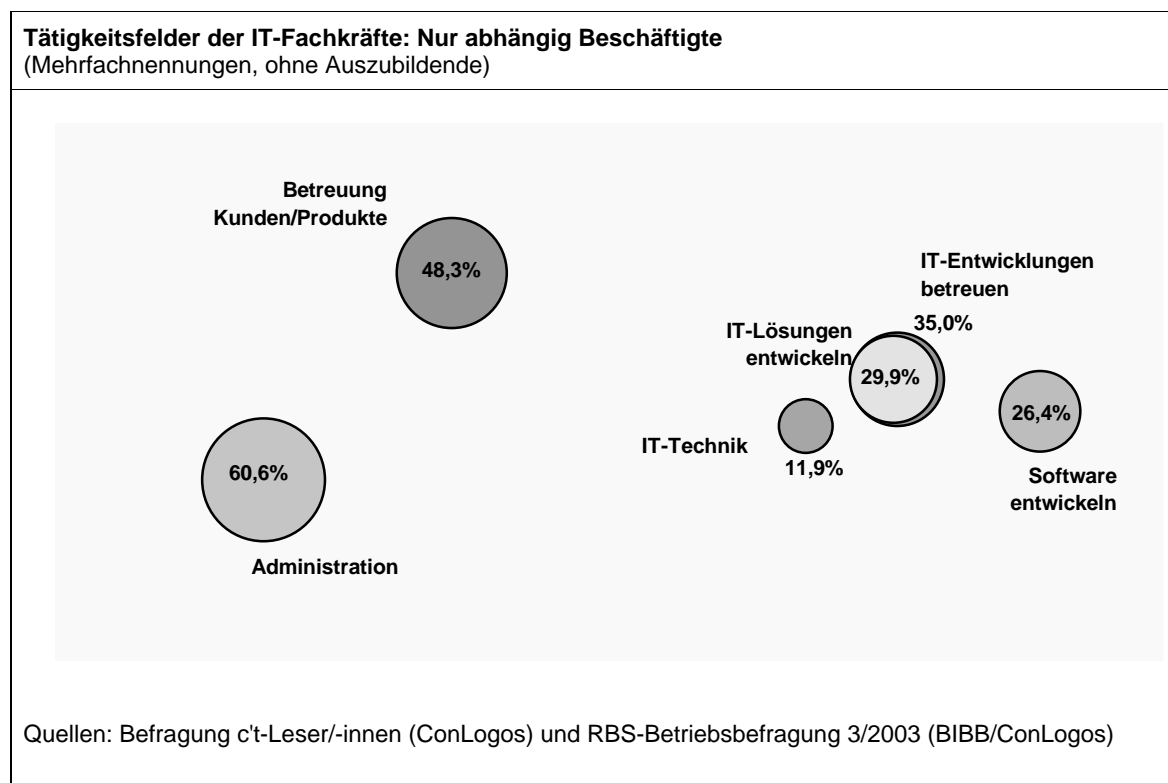 Tätigkeitsfelder der IT-Fachkräfte: Nur abhängig Beschäftigte
(Mehrfachnennungen, ohne Auszubildende)
Betreuung
Kunden/Produkte
48,3%
IT-Entwicklungen
betreuen
35,0%
IT-Lösungen
entwickeln
29,9%
26,4%
IT-Technik
11,9%
Software
entwickeln
60,6%
Administration
Quellen: Befragung c't-Leser/-innen (ConLogos) und RBS-Betriebsbefragung 3/2003 (BIBB/ConLogos)